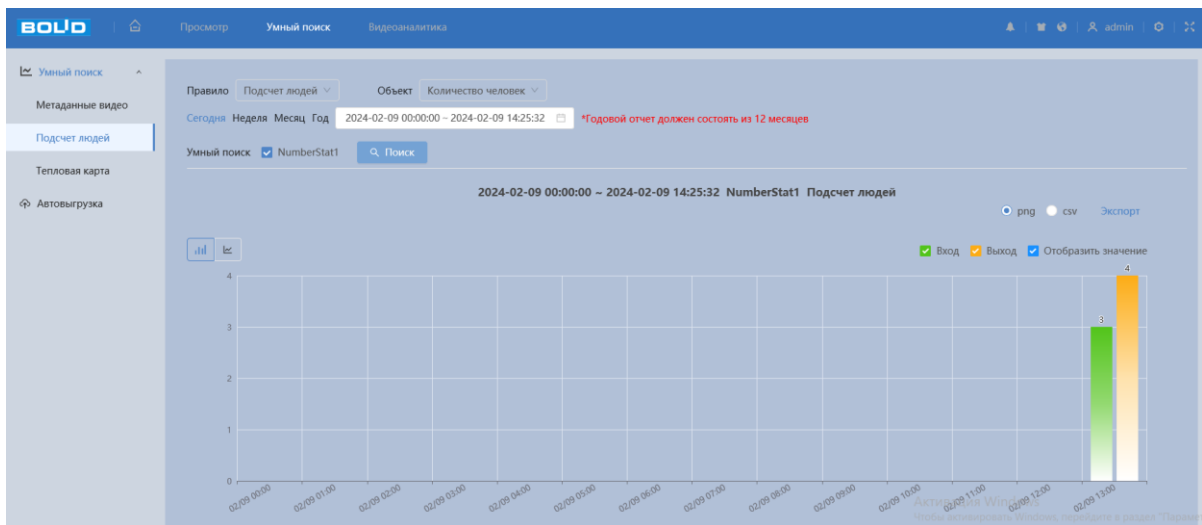 BOLID Просмотр Умный поиск Видеоаналитика admin
Умный поиск
Метаданные видео
Подсчет людей
Тепловая карта
Автовыгрузка
Правило Подсчет людей Объект Количество человек
Сегодня Неделя Месяц Год 2024-02-09 00:00:00 ~ 2024-02-09 14:25:32 *Годовой отчет должен состоять из 12 месяцев
Умный поиск NumberStat1 Поиск
2024-02-09 00:00:00 ~ 2024-02-09 14:25:32 NumberStat1 Подсчет людей
png csv Экспорт
Вход Выход Отобразить значение
4
4
3
3
2
1
0
02/09 00:00 02/09 01:00 02/09 02:00 02/09 03:00 02/09 04:00 02/09 05:00 02/09 06:00 02/09 07:00 02/09 08:00 02/09 09:00 02/09 10:00 02/09 11:00 02/09 12:00 02/09 13:00
Активация Windows
Чтобы активировать Windows, перейдите в раздел